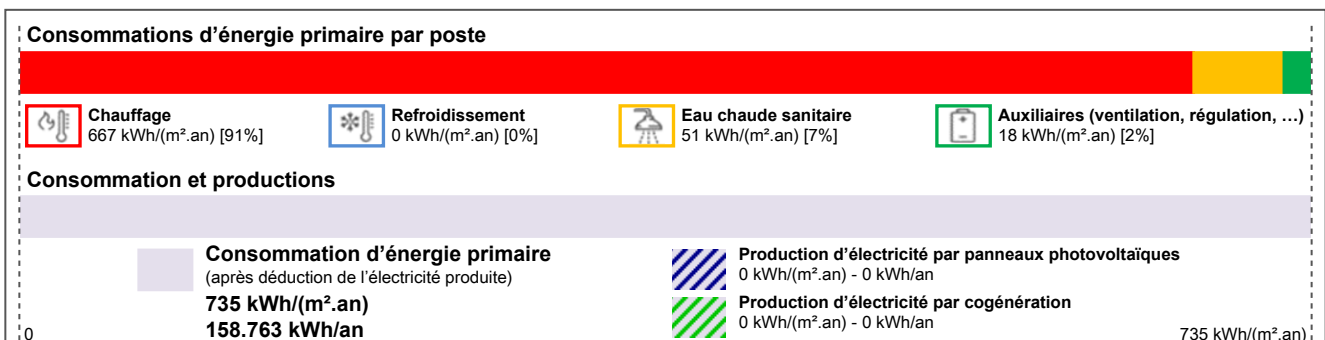 Consommations d’énergie primaire par poste
Chauffage
667 kWh/(m².an) [91%]
Refroidissement
0 kWh/(m².an) [0%]
Eau chaude sanitaire
51 kWh/(m².an) [7%]
Auxiliaires (ventilation, régulation, …)
18 kWh/(m².an) [2%]
Consommation et productions
Consommation d’énergie primaire
(après déduction de l’électricité produite)
735 kWh/(m².an)
158.763 kWh/an
Production d’électricité par panneaux photovoltaïques
0 kWh/(m².an) - 0 kWh/an
Production d’électricité par cogénération
0 kWh/(m².an) - 0 kWh/an
0
735 kWh/(m².an)